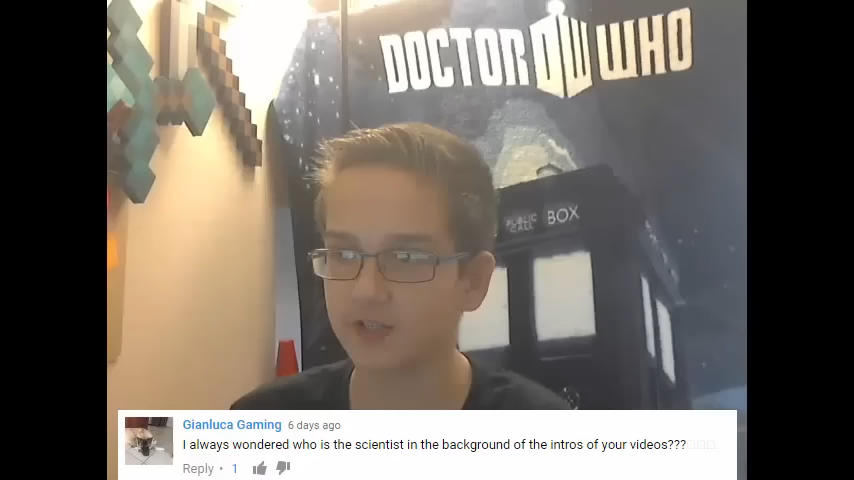 DOCTOR DW WHO
PUBLIC CALL BOX
Gianluca Gaming 6 days ago
I always wondered who is the scientist in the background of the intros of your videos???
Reply • 1